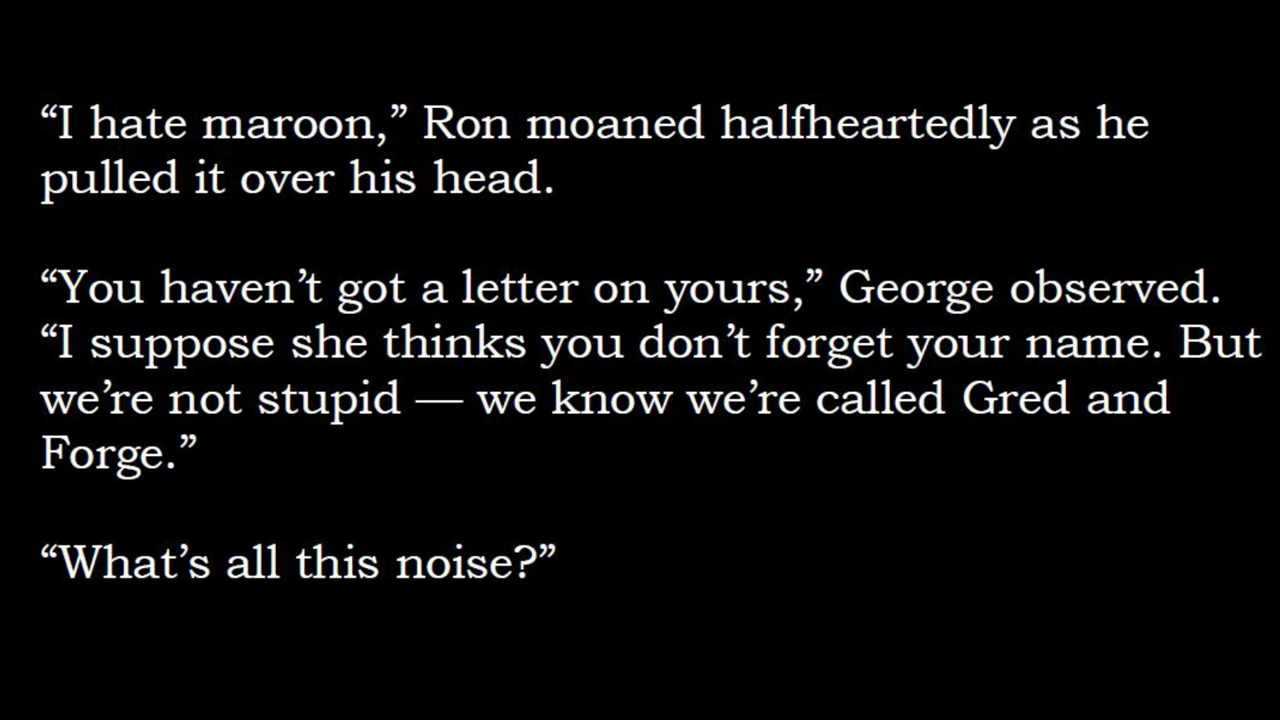 “I hate maroon,” Ron moaned halfheartedly as he
pulled it over his head.
“You haven’t got a letter on yours,” George observed.
“I suppose she thinks you don’t forget your name. But
we’re not stupid — we know we’re called Gred and
Forge.”
“What’s all this noise?”